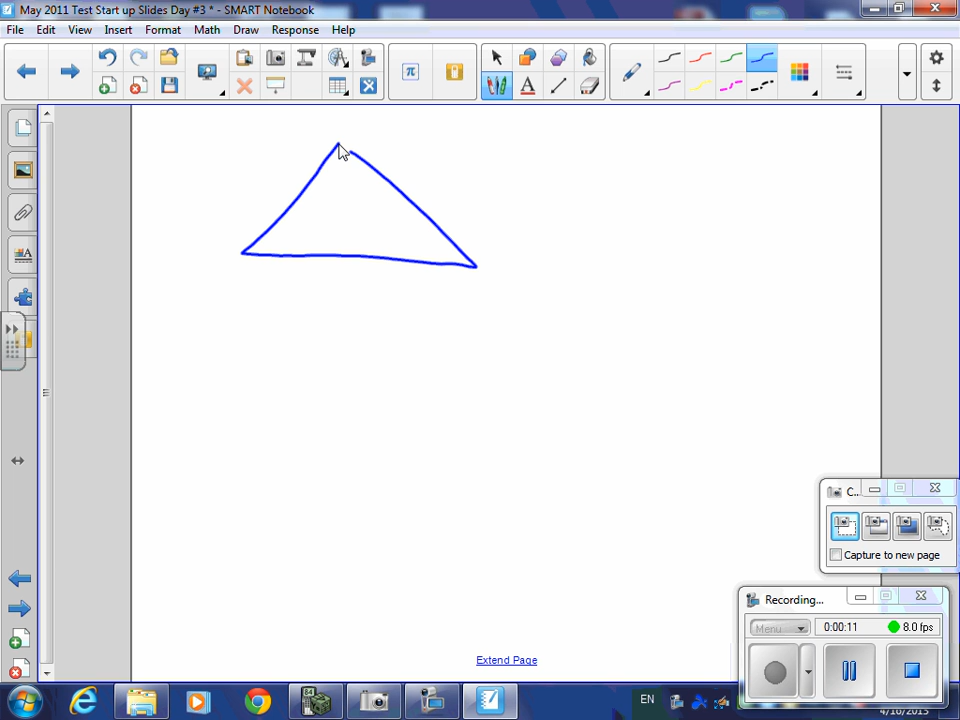 May 2011 Test Start up Slides Day #3 * - SMART Notebook
File Edit View Insert Format Math Draw Response Help
C...
Capture to new page
Recording...
Menu 0:00:11 8.0 fps
Extend Page
EN
4/10/2013